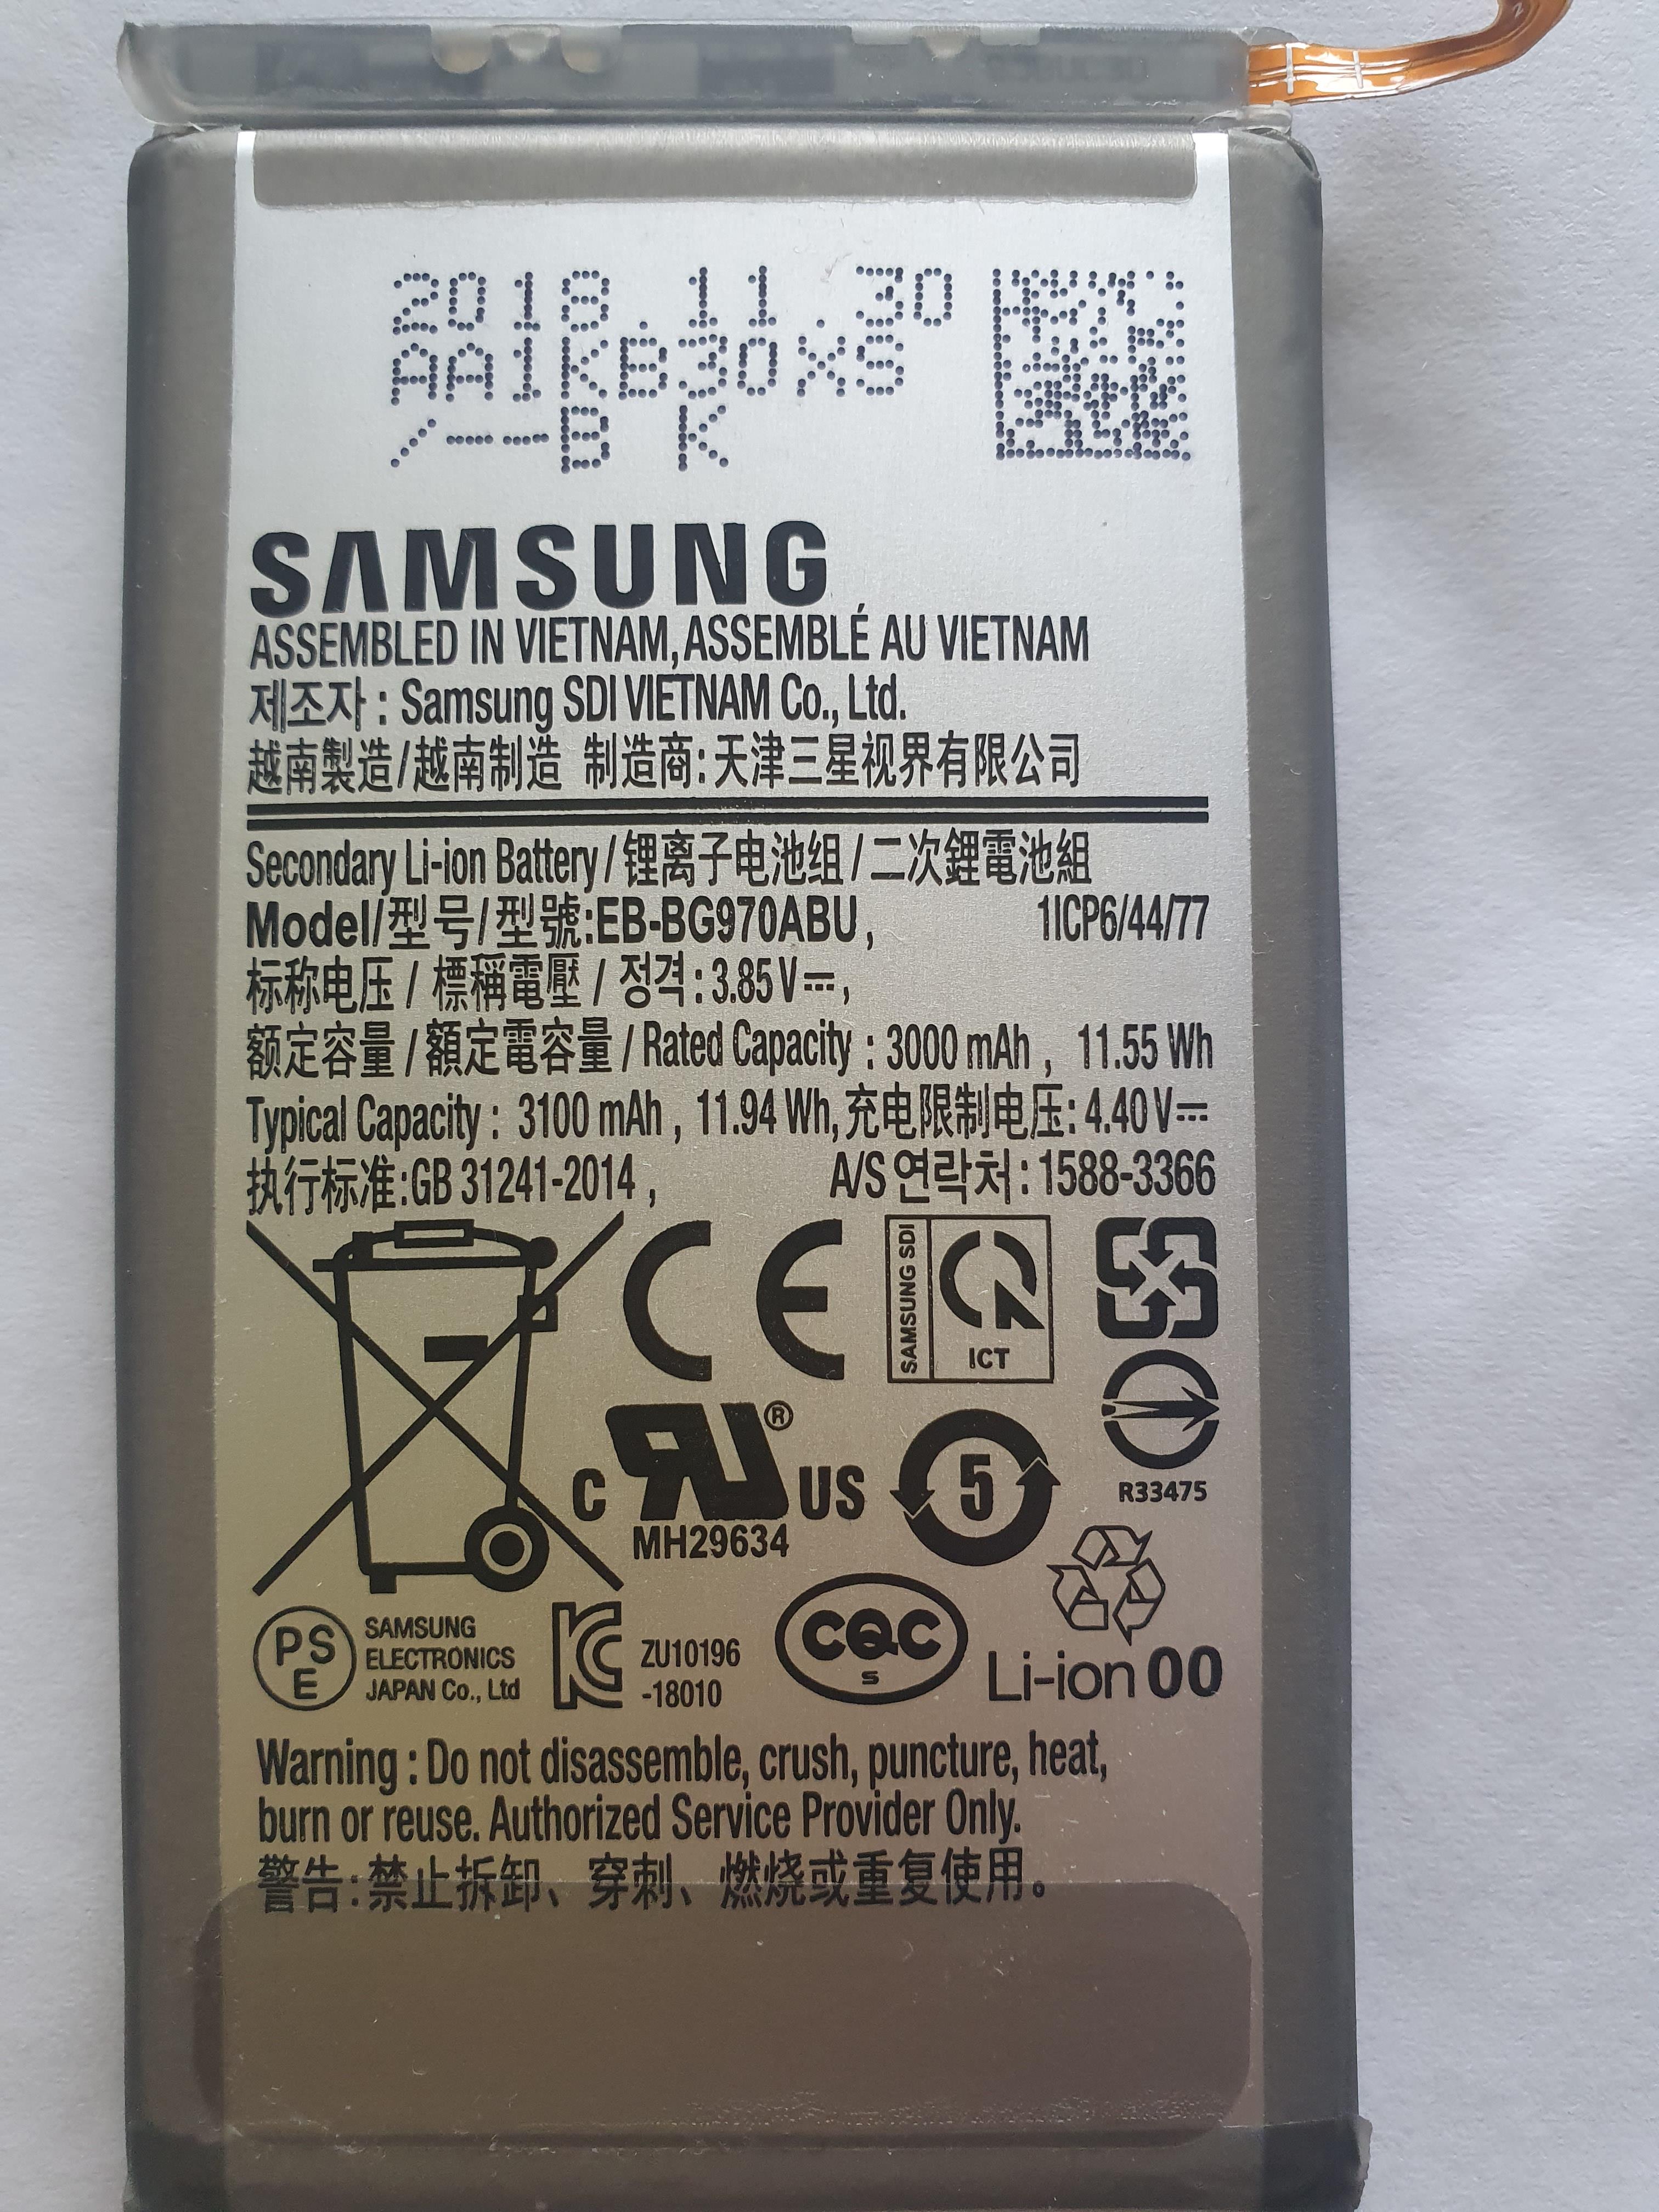 2018.11.30
AA1KB30XS
/--B K
SAMSUNG
ASSEMBLED IN VIETNAM, ASSEMBLÉ AU VIETNAM
제조자 : Samsung SDI VIETNAM Co., Ltd.
越南製造/越南制造 制造商:天津三星视界有限公司
Secondary Li-ion Battery / 锂离子电池组 / 二次鋰電池組
Model/型号/型號:EB-BG970ABU, 1ICP6/44/77
标称电压 / 標稱電壓 / 정격 : 3.85 V⎓,
额定容量 / 額定電容量 / Rated Capacity : 3000 mAh , 11.55 Wh
Typical Capacity : 3100 mAh , 11.94 Wh, 充电限制电压: 4.40 V⎓
执行标准:GB 31241-2014 , A/S 연락처 : 1588-3366
CE
SAMSUNG SDI
ICT
R33475
c RU ® US
MH29634
5
PSE
SAMSUNG
ELECTRONICS
JAPAN Co., Ltd
KC
ZU10196
-18010
CQC
S
Li-ion 00
Warning : Do not disassemble, crush, puncture, heat,
burn or reuse. Authorized Service Provider Only.
警告:禁止拆卸、穿刺、燃烧或重复使用。